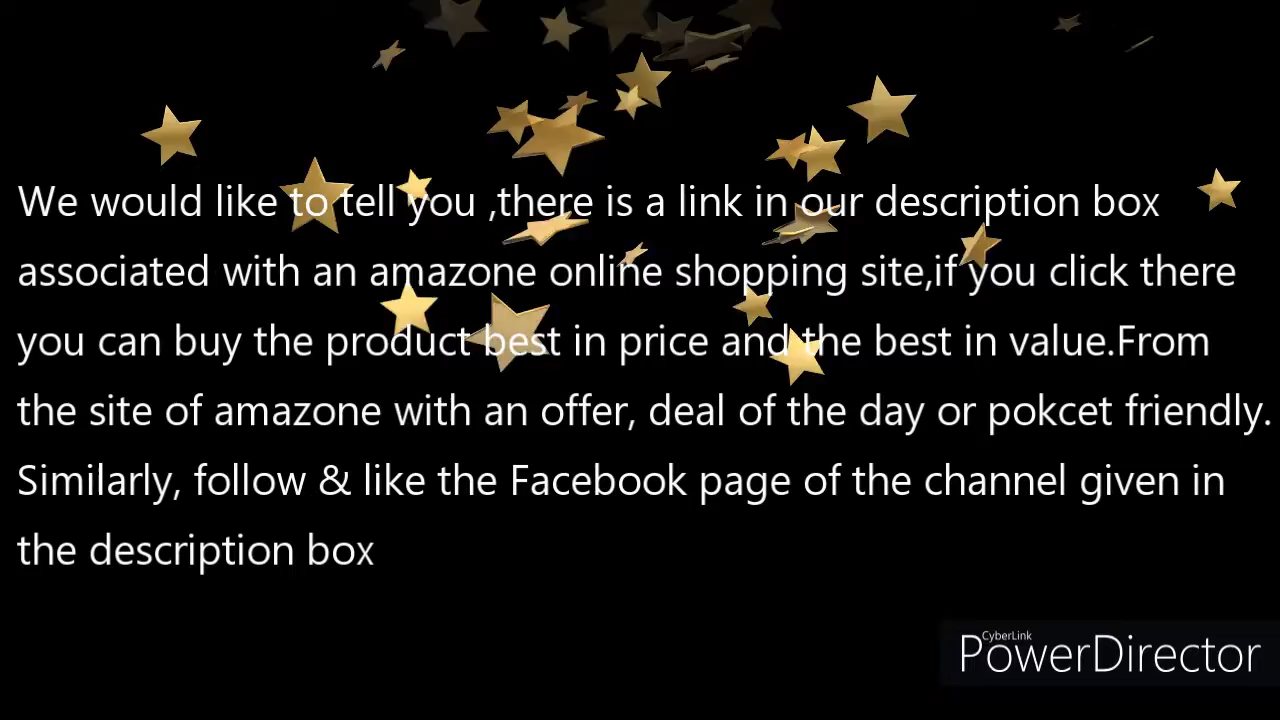 We would like to tell you ,there is a link in our description box
associated with an amazone online shopping site,if you click there
you can buy the product best in price and the best in value.From
the site of amazone with an offer, deal of the day or pokcet friendly.
Similarly, follow & like the Facebook page of the channel given in
the description box
CyberLink
PowerDirector